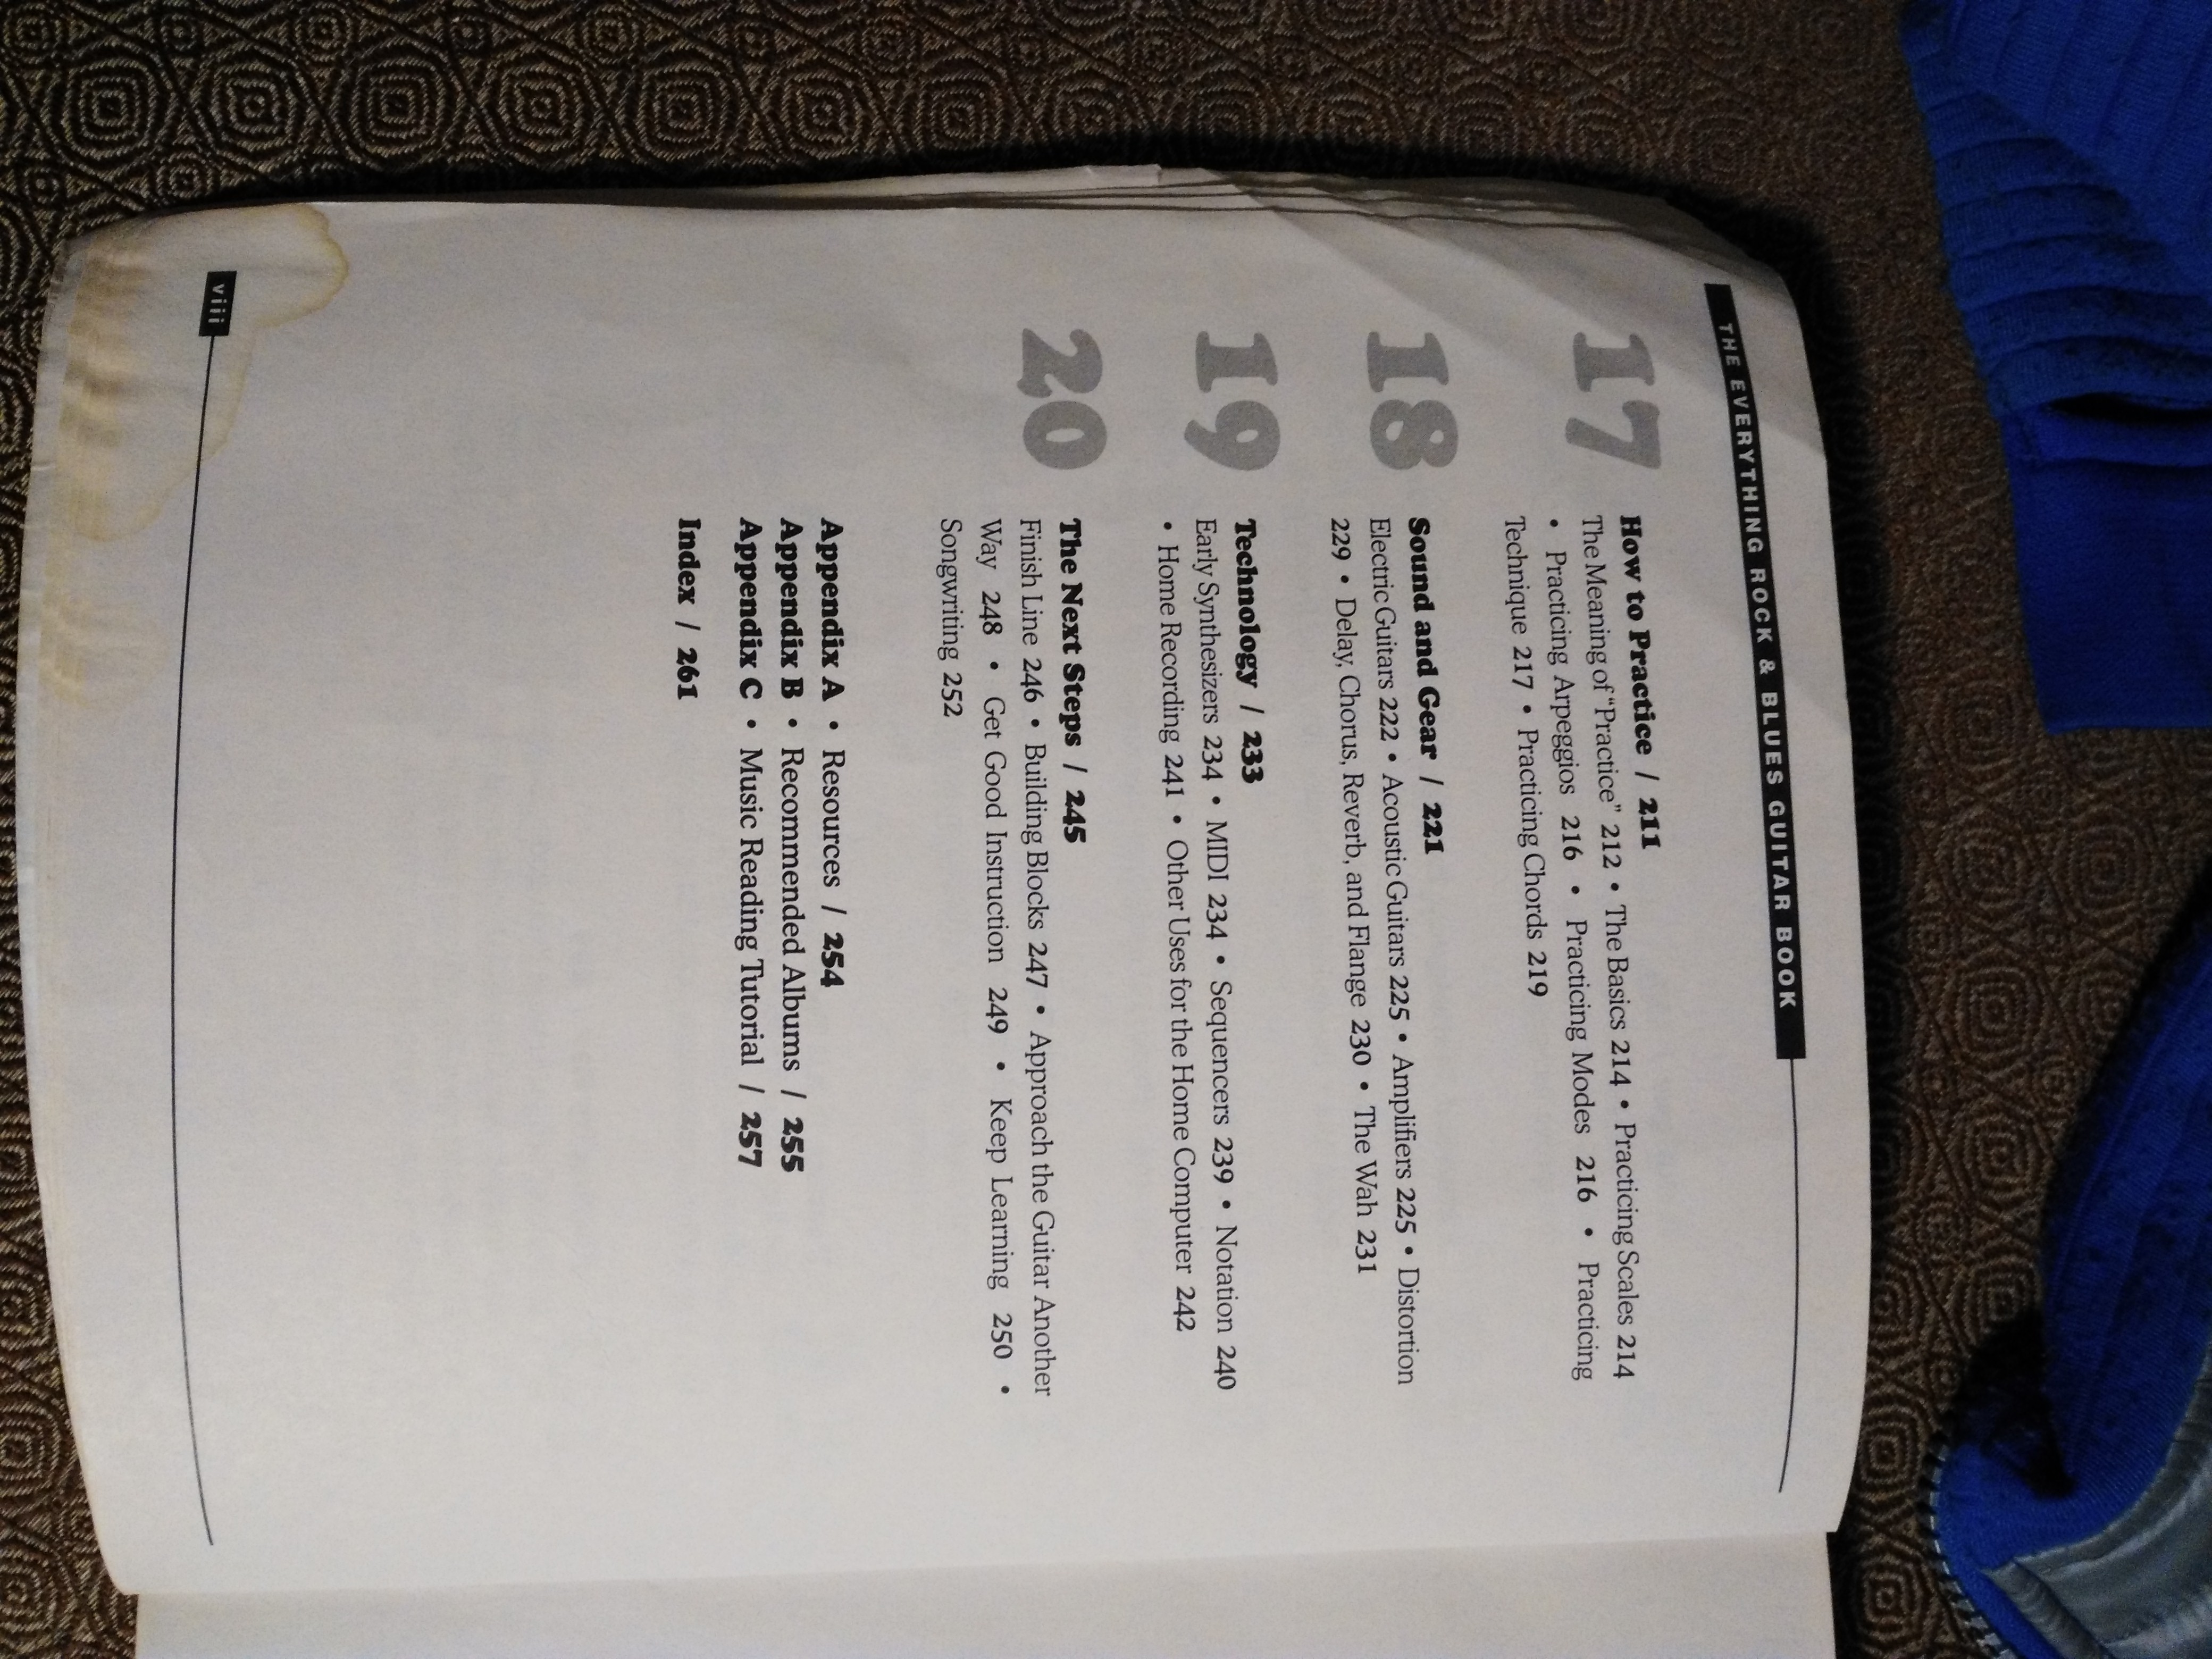 THE EVERYTHING ROCK & BLUES GUITAR BOOK
17
How to Practice / 211
The Meaning of "Practice" 212 • The Basics 214 • Practicing Scales 214
• Practicing Arpeggios 216 • Practicing Modes 216 • Practicing
Technique 217 • Practicing Chords 219
18
Sound and Gear / 221
Electric Guitars 222 • Acoustic Guitars 225 • Amplifiers 225 • Distortion
229 • Delay, Chorus, Reverb, and Flange 230 • The Wah 231
19
Technology / 233
Early Synthesizers 234 • MIDI 234 • Sequencers 239 • Notation 240
• Home Recording 241 • Other Uses for the Home Computer 242
20
The Next Steps / 245
Finish Line 246 • Building Blocks 247 • Approach the Guitar Another
Way 248 • Get Good Instruction 249 • Keep Learning 250 •
Songwriting 252
Appendix A • Resources / 254
Appendix B • Recommended Albums / 255
Appendix C • Music Reading Tutorial / 257
Index / 261
viii